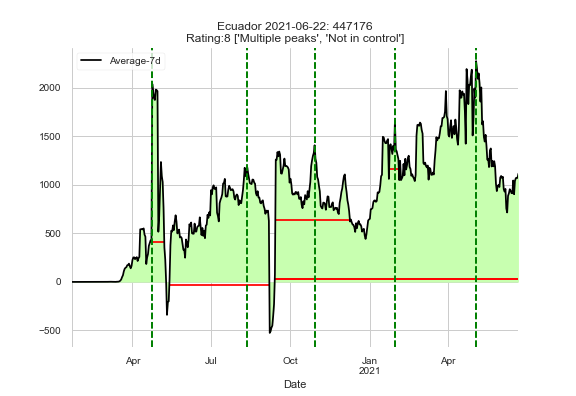 Ecuador 2021-06-22: 447176
Rating:8 ['Multiple peaks', 'Not in control']
Average-7d
2000
1500
1000
500
0
−500
Apr
Jul
Oct
Jan
2021
Apr
Date